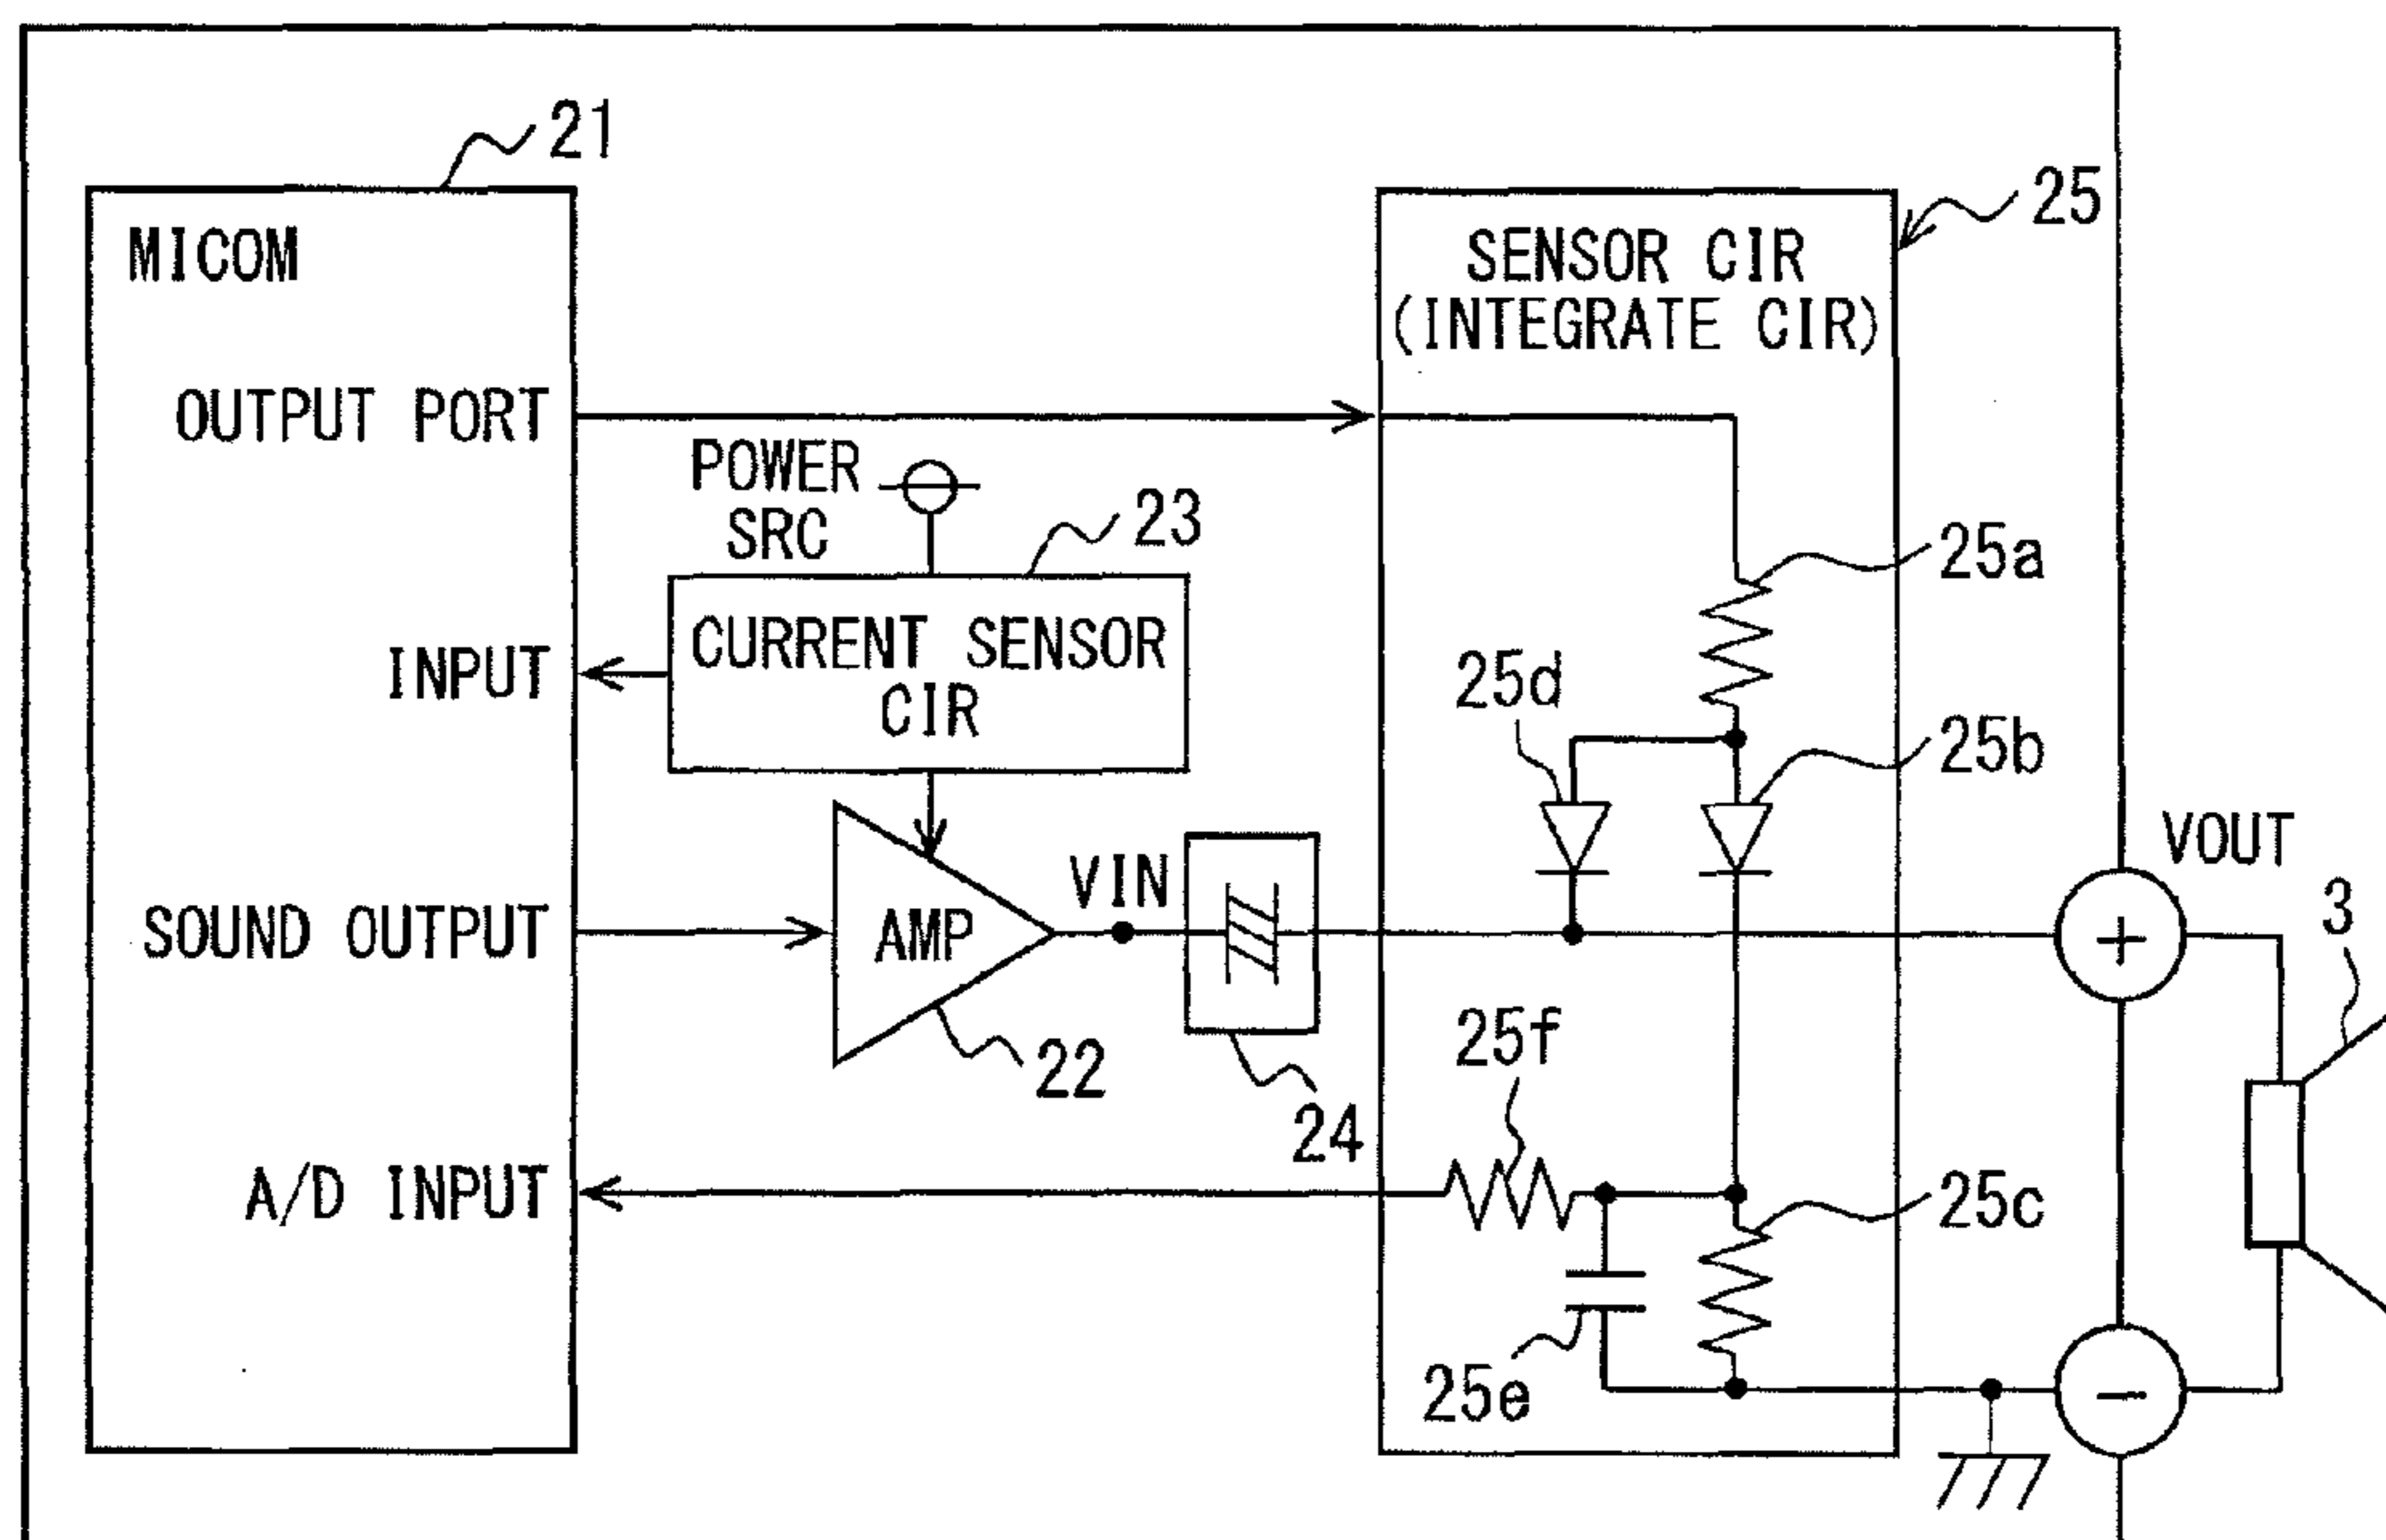 21
MICOM
25
SENSOR CIR
(INTEGRATE CIR)
OUTPUT PORT
POWER
SRC
23
25a
CURRENT SENSOR
CIR
INPUT
25d
25b
VOUT
VIN
3
SOUND OUTPUT
AMP
+
25f
22
24
A/D INPUT
25c
25e
−